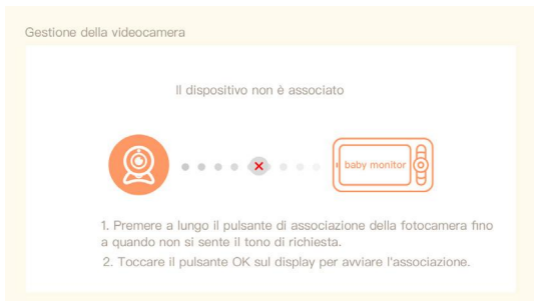 Gestione della videocamera
Il dispositivo non è associato
baby monitor
1. Premere a lungo il pulsante di associazione della fotocamera fino
a quando non si sente il tono di richiesta.
2. Toccare il pulsante OK sul display per avviare l'associazione.